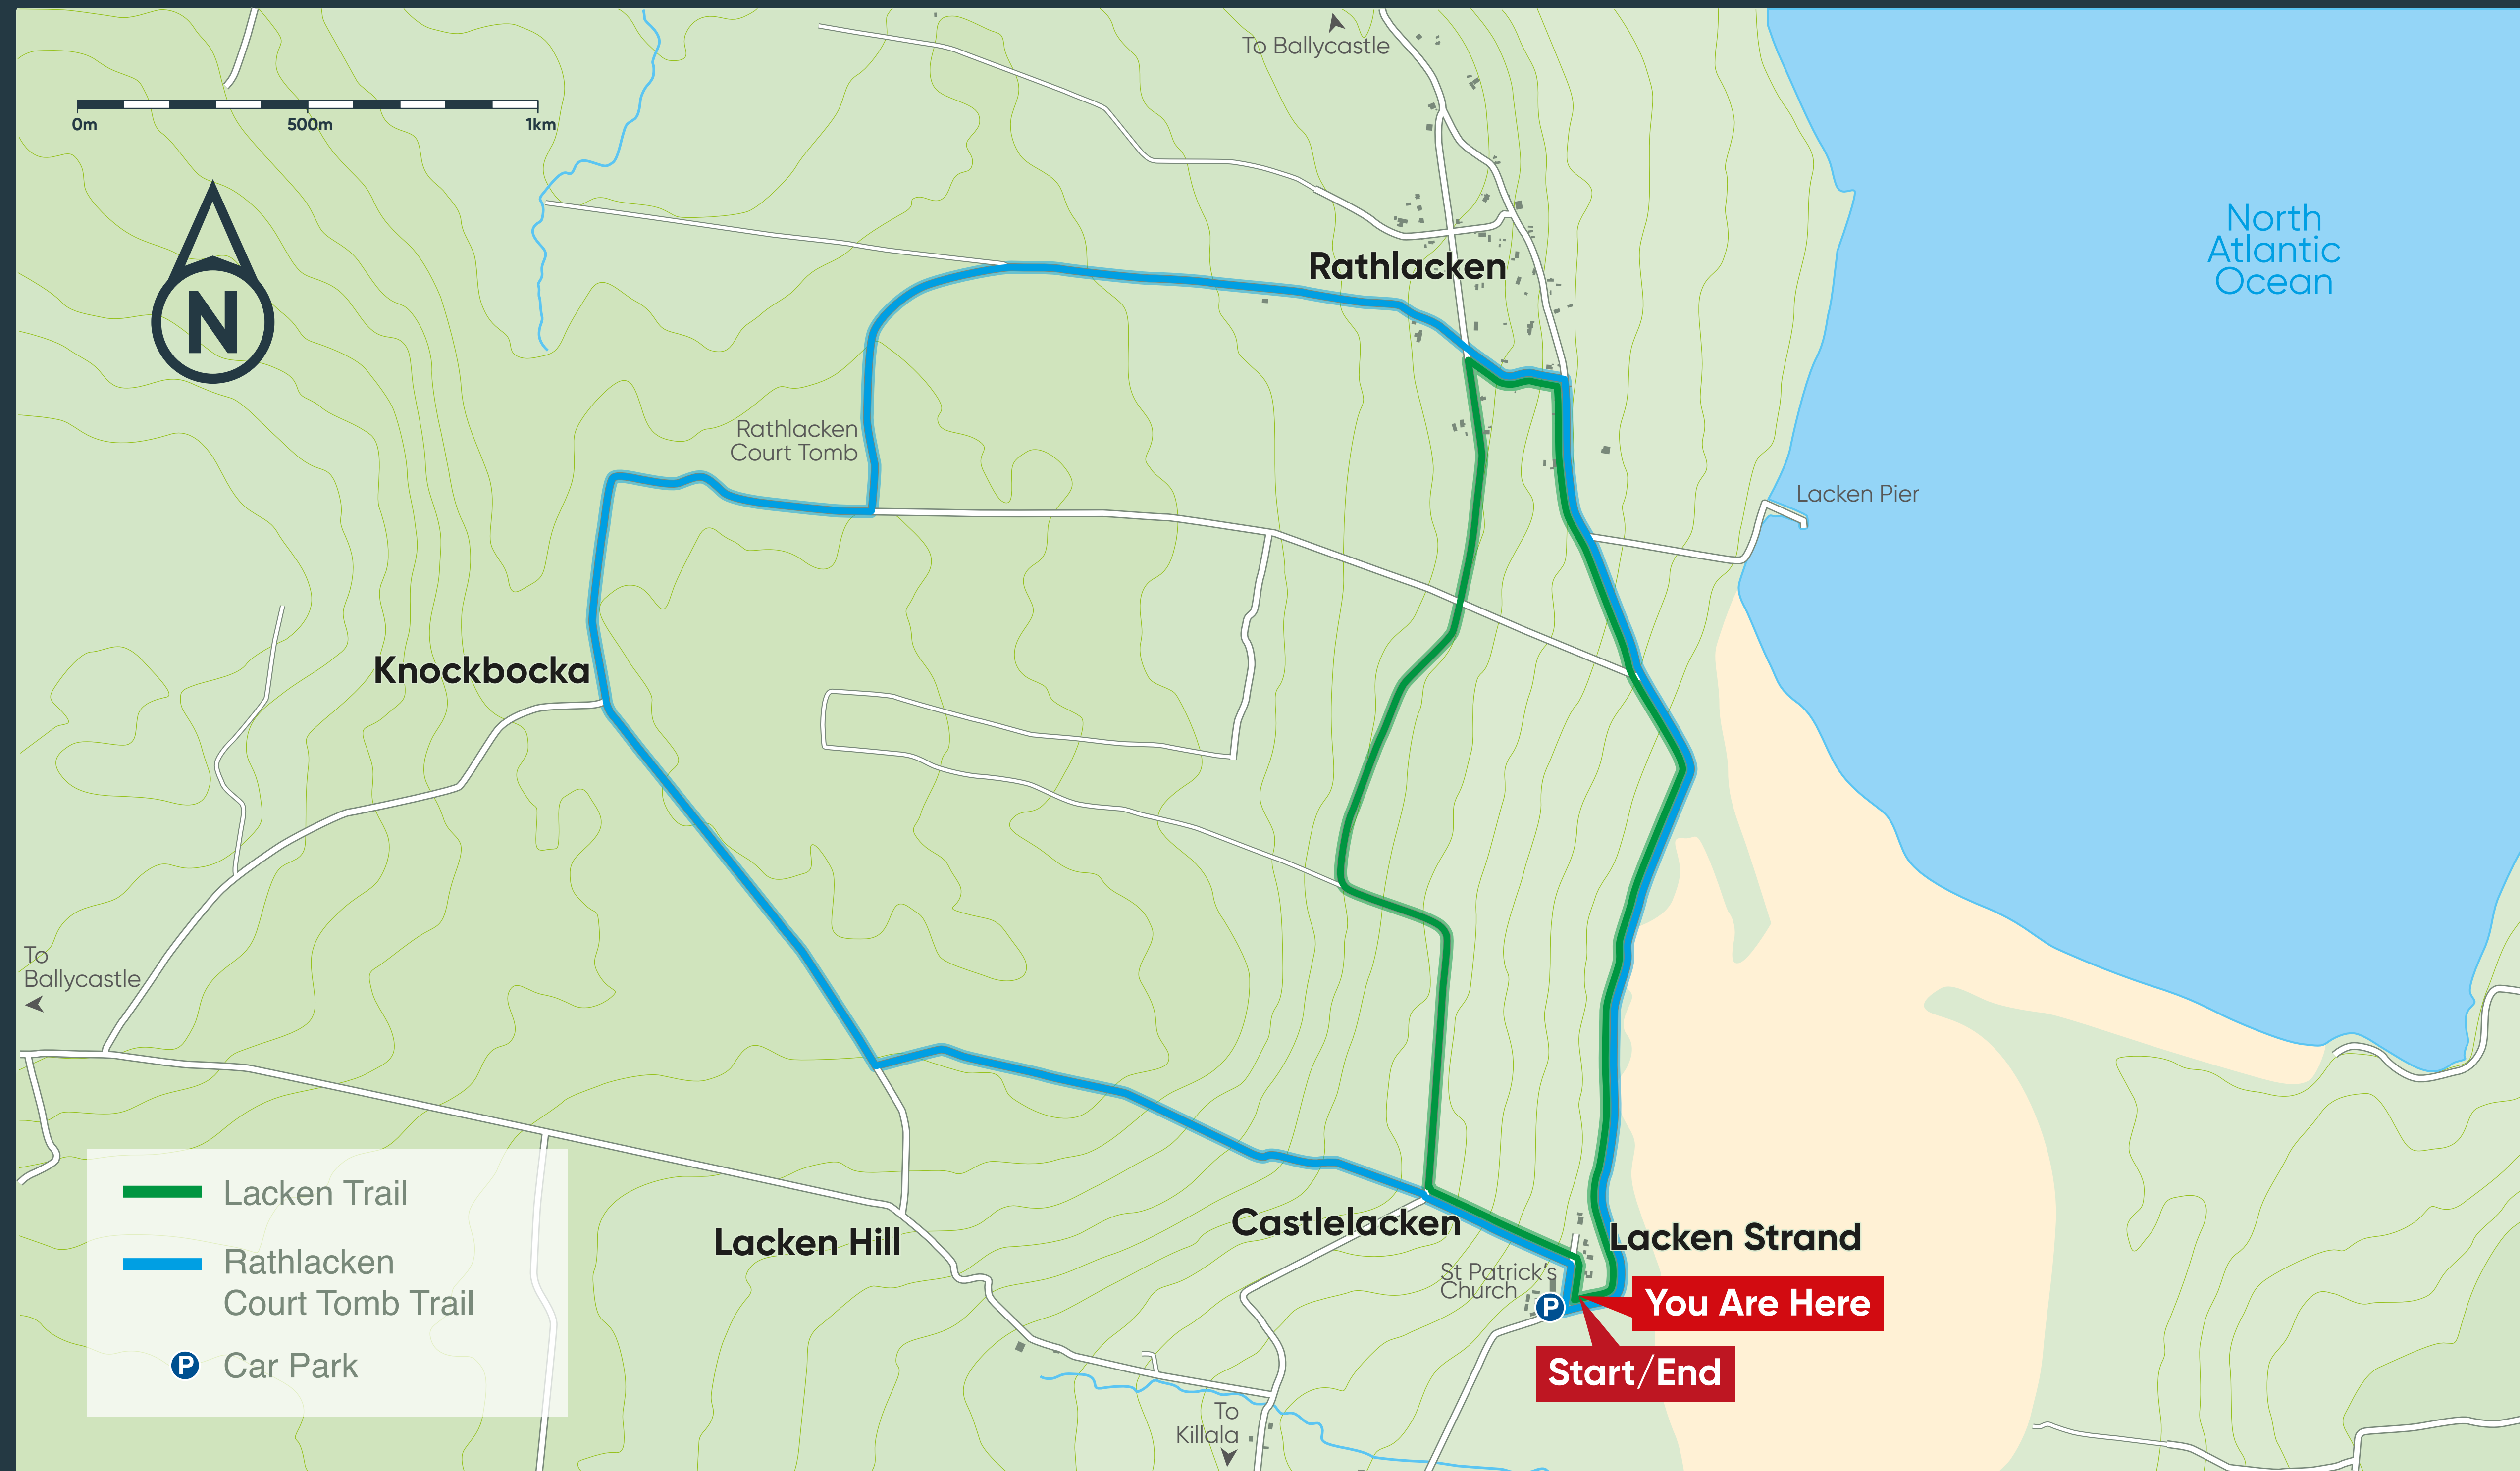 To Ballycastle
0m 500m 1km
N
North
Atlantic
Ocean
Rathlacken
Rathlacken
Court Tomb
Lacken Pier
Knockbocka
To
Ballycastle
Lacken Trail
Rathlacken
Court Tomb Trail
P Car Park
Lacken Hill
Castlelacken
Lacken Strand
St Patrick's
Church
P
You Are Here
Start/End
To
Killala